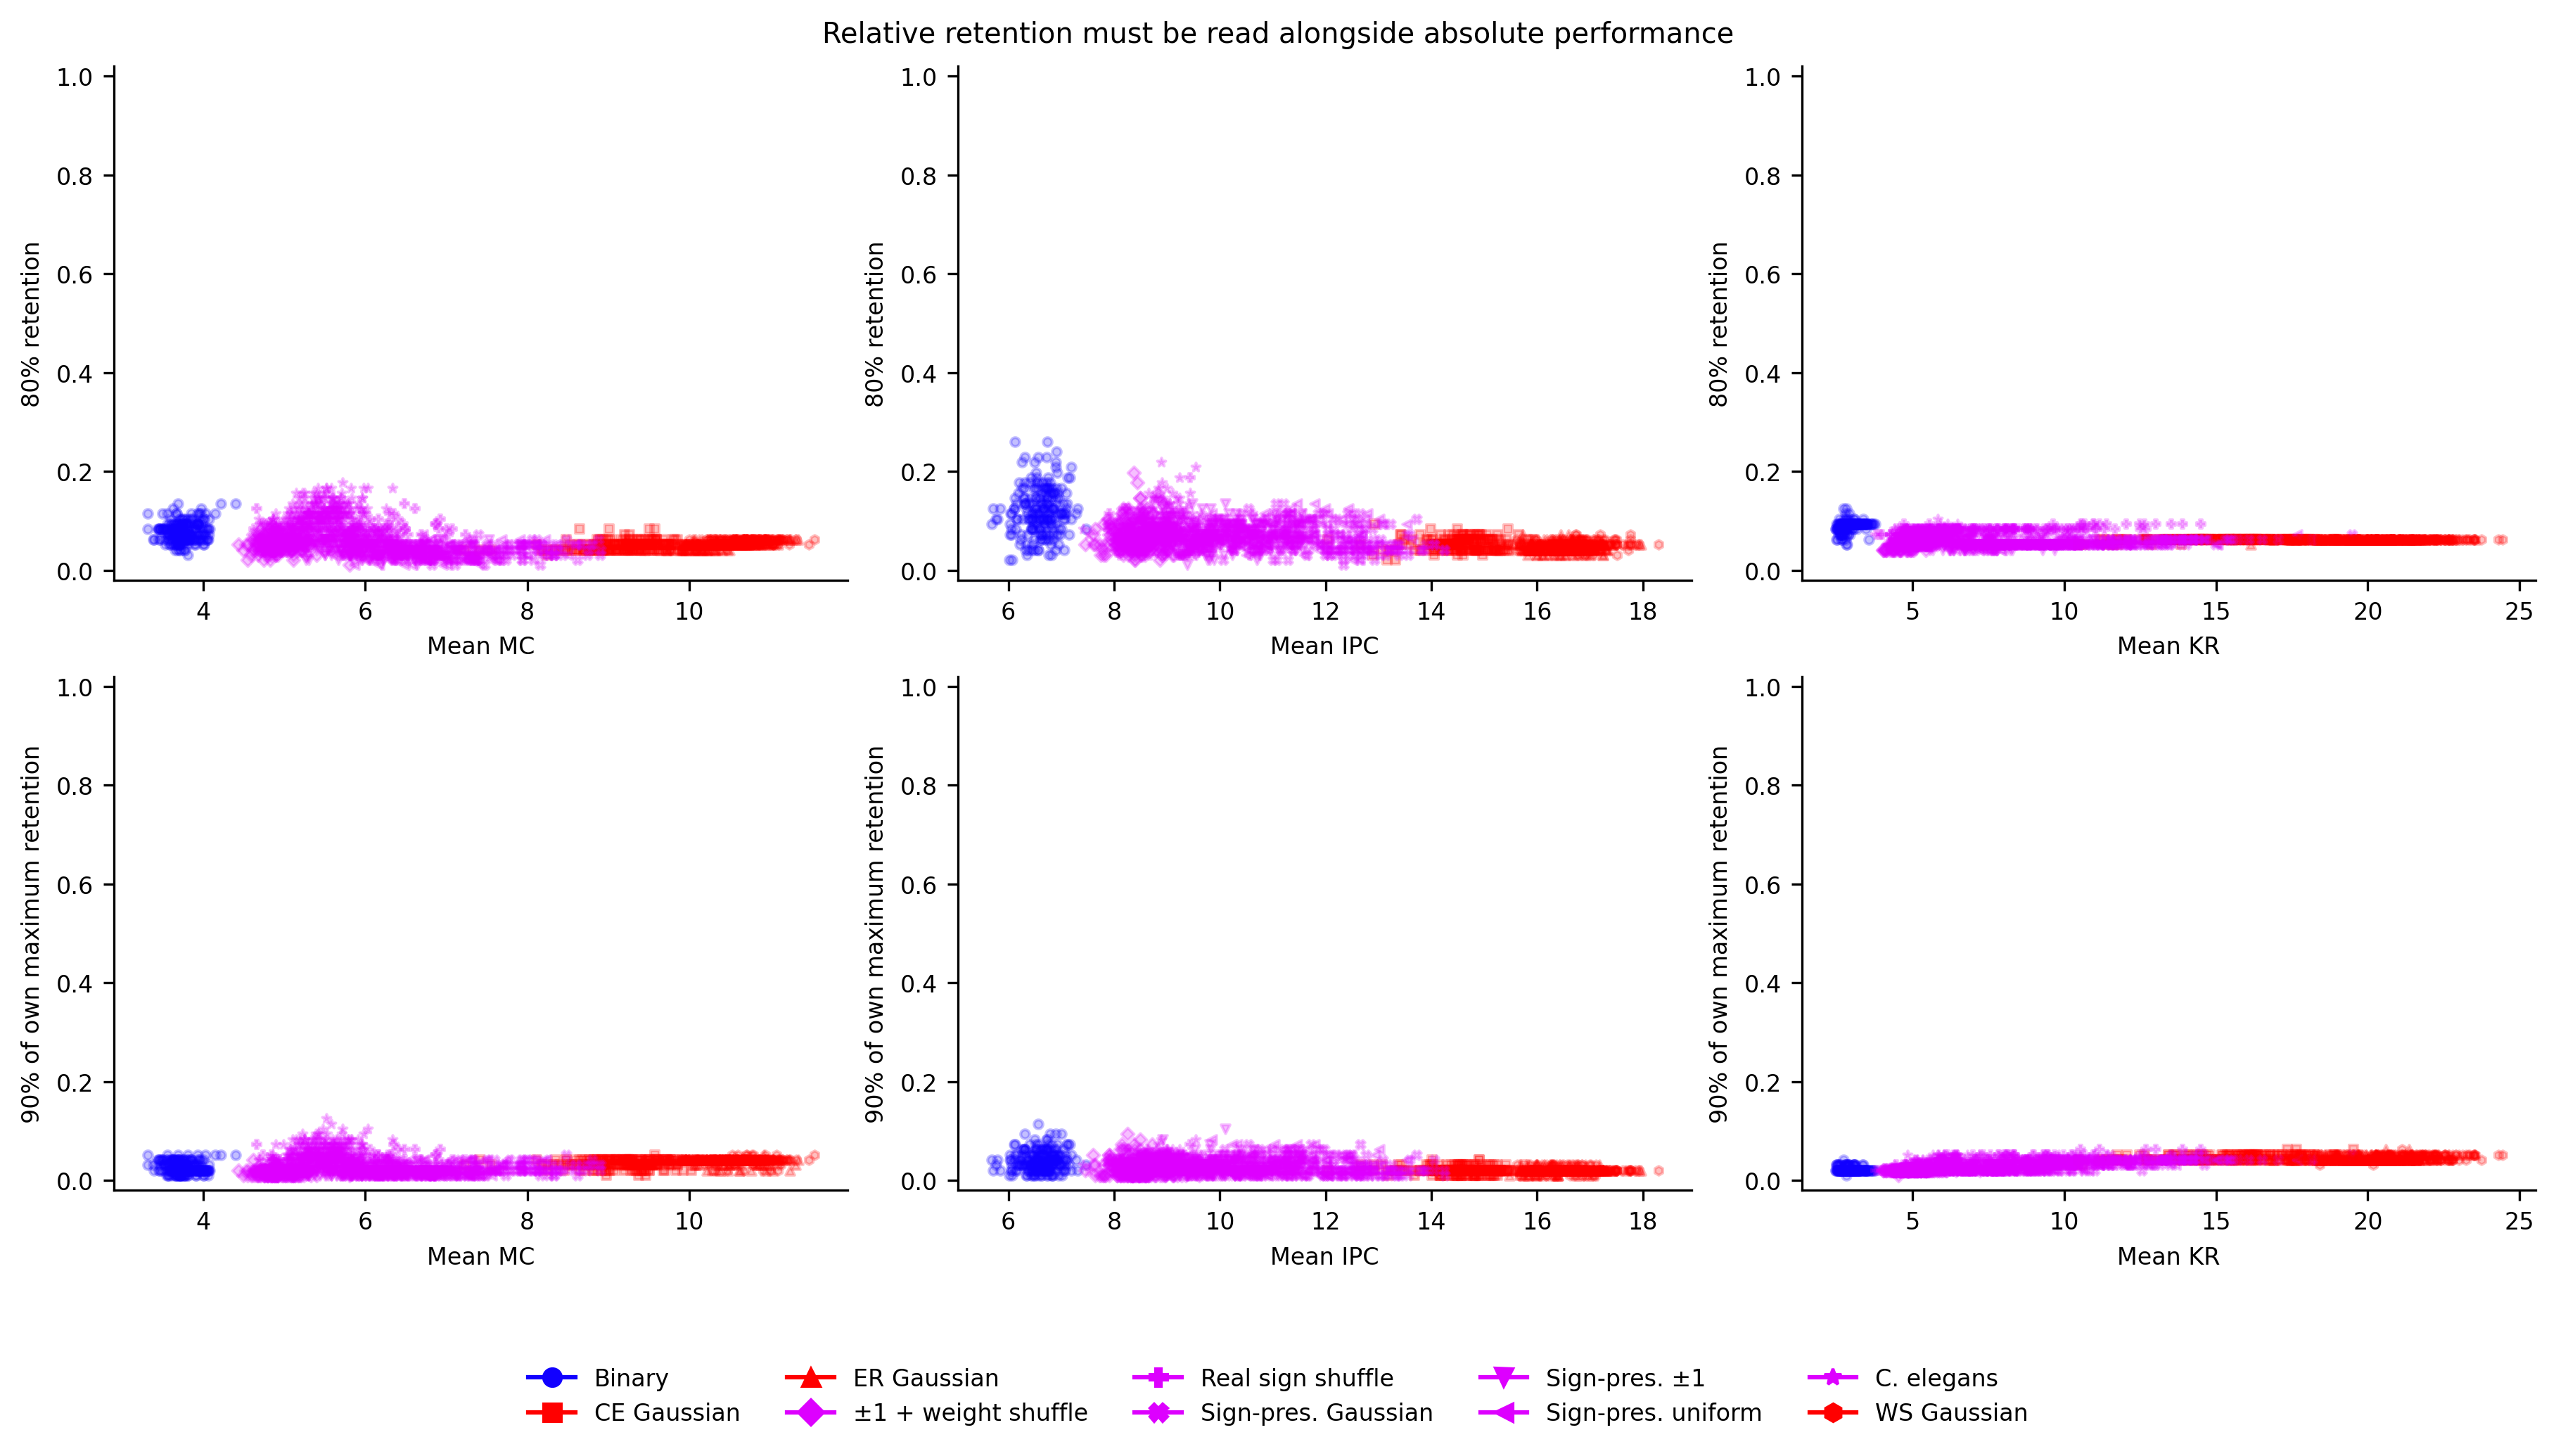 Relative retention must be read alongside absolute performance
1.0
0.8
0.6
0.4
0.2
0.0
80% retention
4 6 8 10
Mean MC
1.0
0.8
0.6
0.4
0.2
0.0
80% retention
6 8 10 12 14 16 18
Mean IPC
1.0
0.8
0.6
0.4
0.2
0.0
80% retention
5 10 15 20 25
Mean KR
1.0
0.8
0.6
0.4
0.2
0.0
90% of own maximum retention
4 6 8 10
Mean MC
1.0
0.8
0.6
0.4
0.2
0.0
90% of own maximum retention
6 8 10 12 14 16 18
Mean IPC
1.0
0.8
0.6
0.4
0.2
0.0
90% of own maximum retention
5 10 15 20 25
Mean KR
Binary
CE Gaussian
ER Gaussian
±1 + weight shuffle
Real sign shuffle
Sign-pres. Gaussian
Sign-pres. ±1
Sign-pres. uniform
C. elegans
WS Gaussian